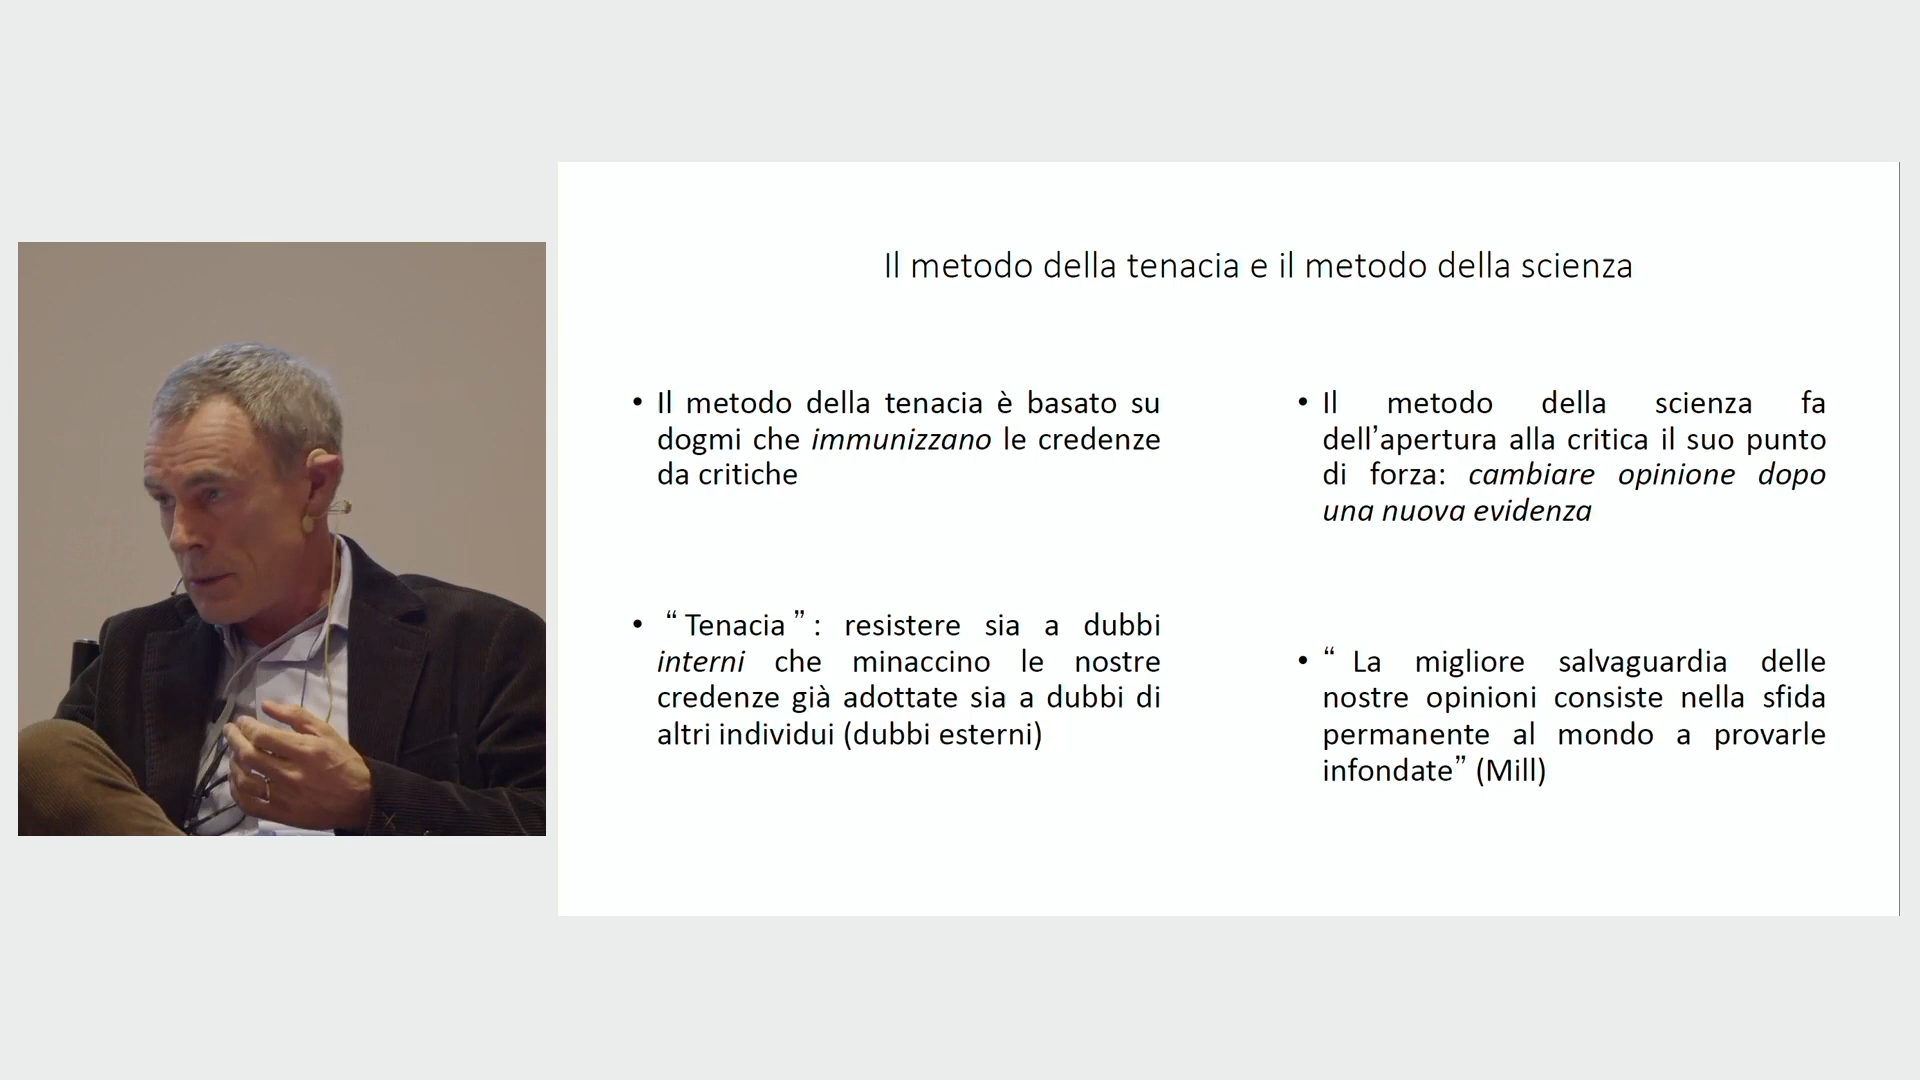 Il metodo della tenacia e il metodo della scienza
• Il metodo della tenacia è basato su
dogmi che immunizzano le credenze
da critiche
• “Tenacia”: resistere sia a dubbi
interni che minaccino le nostre
credenze già adottate sia a dubbi di
altri individui (dubbi esterni)
• Il metodo della scienza fa
dell’apertura alla critica il suo punto
di forza: cambiare opinione dopo
una nuova evidenza
• “ La migliore salvaguardia delle
nostre opinioni consiste nella sfida
permanente al mondo a provarle
infondate” (Mill)